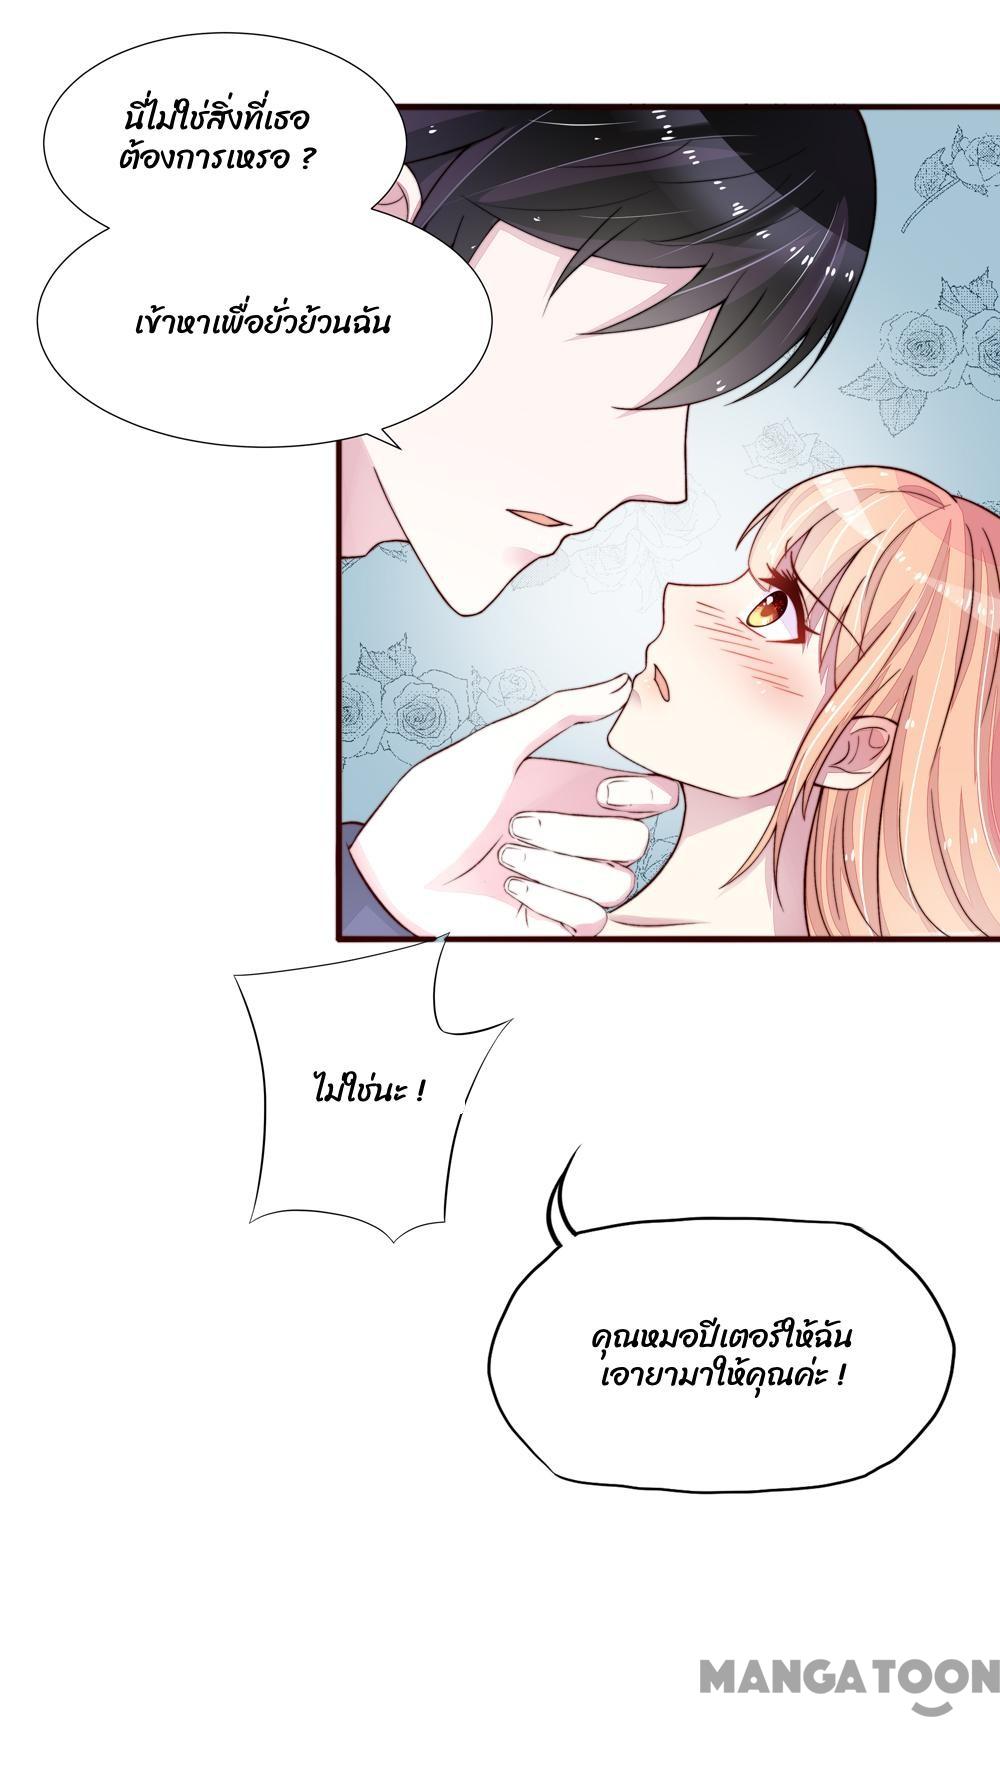 นี่ไม่ใช่สิ่งที่เธอ
ต้องการเหรอ ?
เข้าหาเพื่อยั่วย้วนฉัน
ไม่ใช่นะ !
คุณหมอปีเตอร์ให้ฉัน
เอายามาให้คุณค่ะ !
MANGATOON